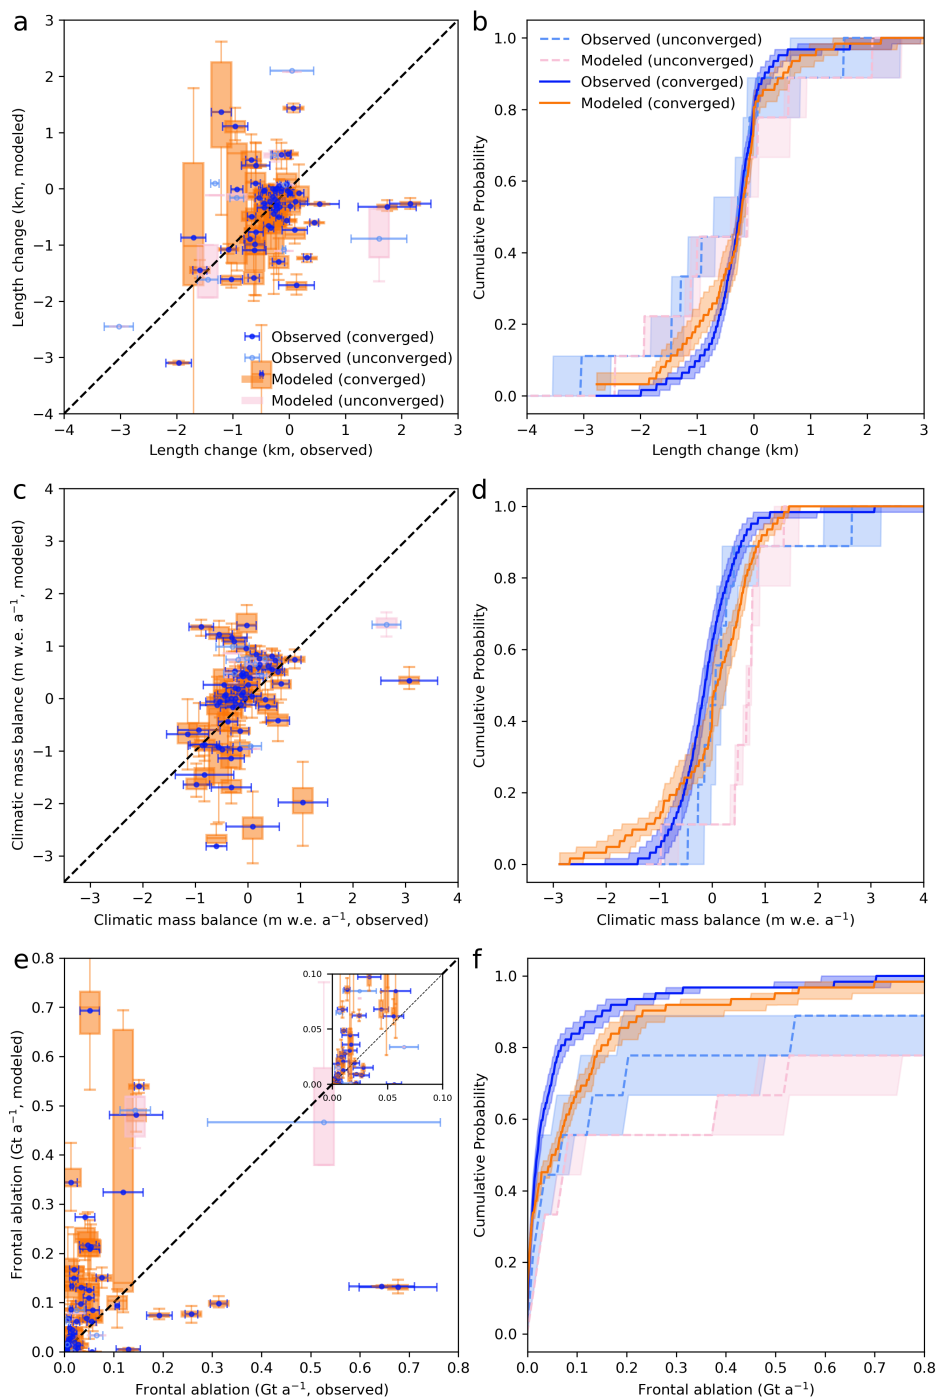 a
3
2
1
0
−1
−2
−3
−4
Length change (km, modeled)
Observed (converged)
Observed (unconverged)
Modeled (converged)
Modeled (unconverged)
−4 −3 −2 −1 0 1 2 3
Length change (km, observed)
b
Observed (unconverged)
Modeled (unconverged)
Observed (converged)
Modeled (converged)
1.0
0.8
0.6
0.4
0.2
0.0
Cumulative Probability
−4 −3 −2 −1 0 1 2 3
Length change (km)
c
4
3
2
1
0
−1
−2
−3
Climatic mass balance (m w.e. a⁻¹, modeled)
−3 −2 −1 0 1 2 3 4
Climatic mass balance (m w.e. a⁻¹, observed)
d
1.0
0.8
0.6
0.4
0.2
0.0
Cumulative Probability
−3 −2 −1 0 1 2 3 4
Climatic mass balance (m w.e. a⁻¹)
e
0.8
0.7
0.6
0.5
0.4
0.3
0.2
0.1
0.0
Frontal ablation (Gt a⁻¹, modeled)
0.10
0.05
0.00
0.00 0.05 0.10
0.0 0.1 0.2 0.3 0.4 0.5 0.6 0.7 0.8
Frontal ablation (Gt a⁻¹, observed)
f
1.0
0.8
0.6
0.4
0.2
0.0
Cumulative Probability
0.0 0.1 0.2 0.3 0.4 0.5 0.6 0.7 0.8
Frontal ablation (Gt a⁻¹)